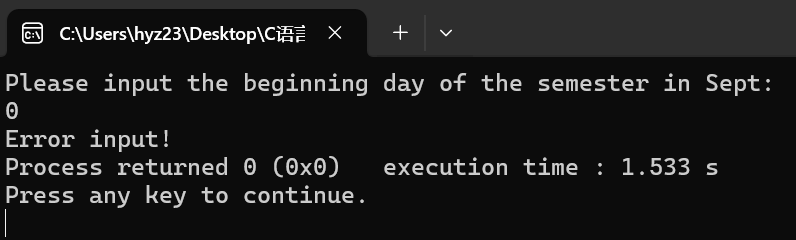 C:\Users\hyz23\Desktop\C语言
Please input the beginning day of the semester in Sept:
0
Error input!
Process returned 0 (0x0)   execution time : 1.533 s
Press any key to continue.